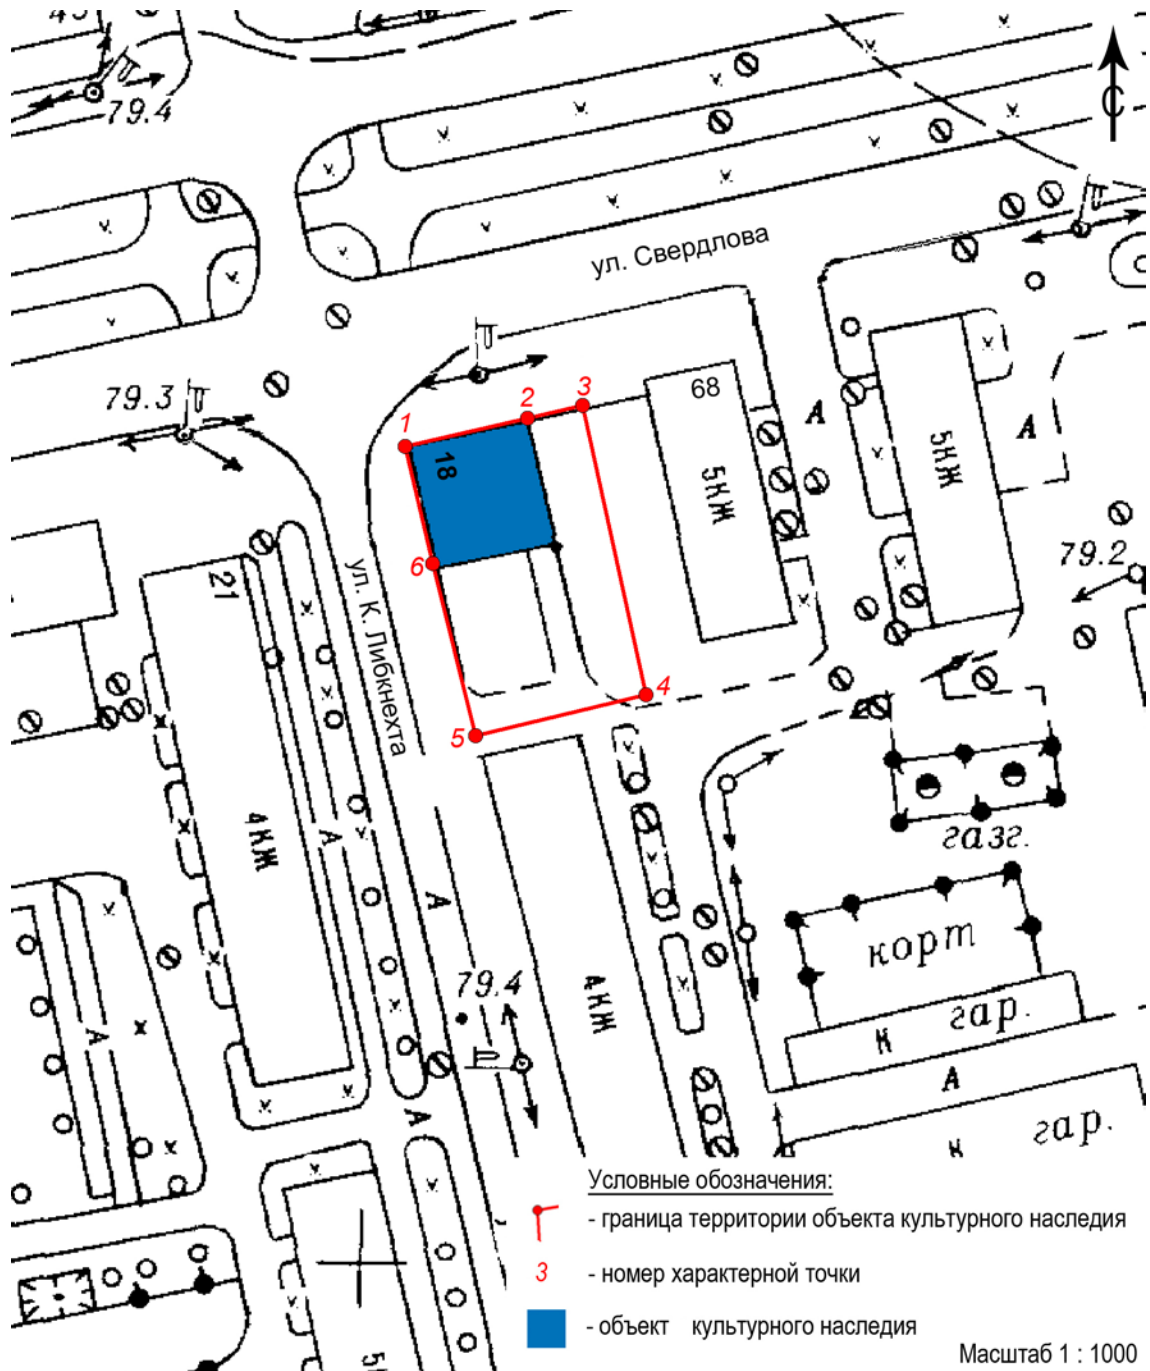 79.4
С
ул. Свердлова
79.3
1
2
3
68
А
А
18
5КЖ
5КЖ
6
79.2
21
ул. К. Либкнехта
4
5
4КЖ
А
газг.
А
корт
А
79.4
4КЖ
гар.
К
А
А
гар.
К
Условные обозначения:
- граница территории объекта культурного наследия
3 - номер характерной точки
- объект культурного наследия
Масштаб 1 : 1000